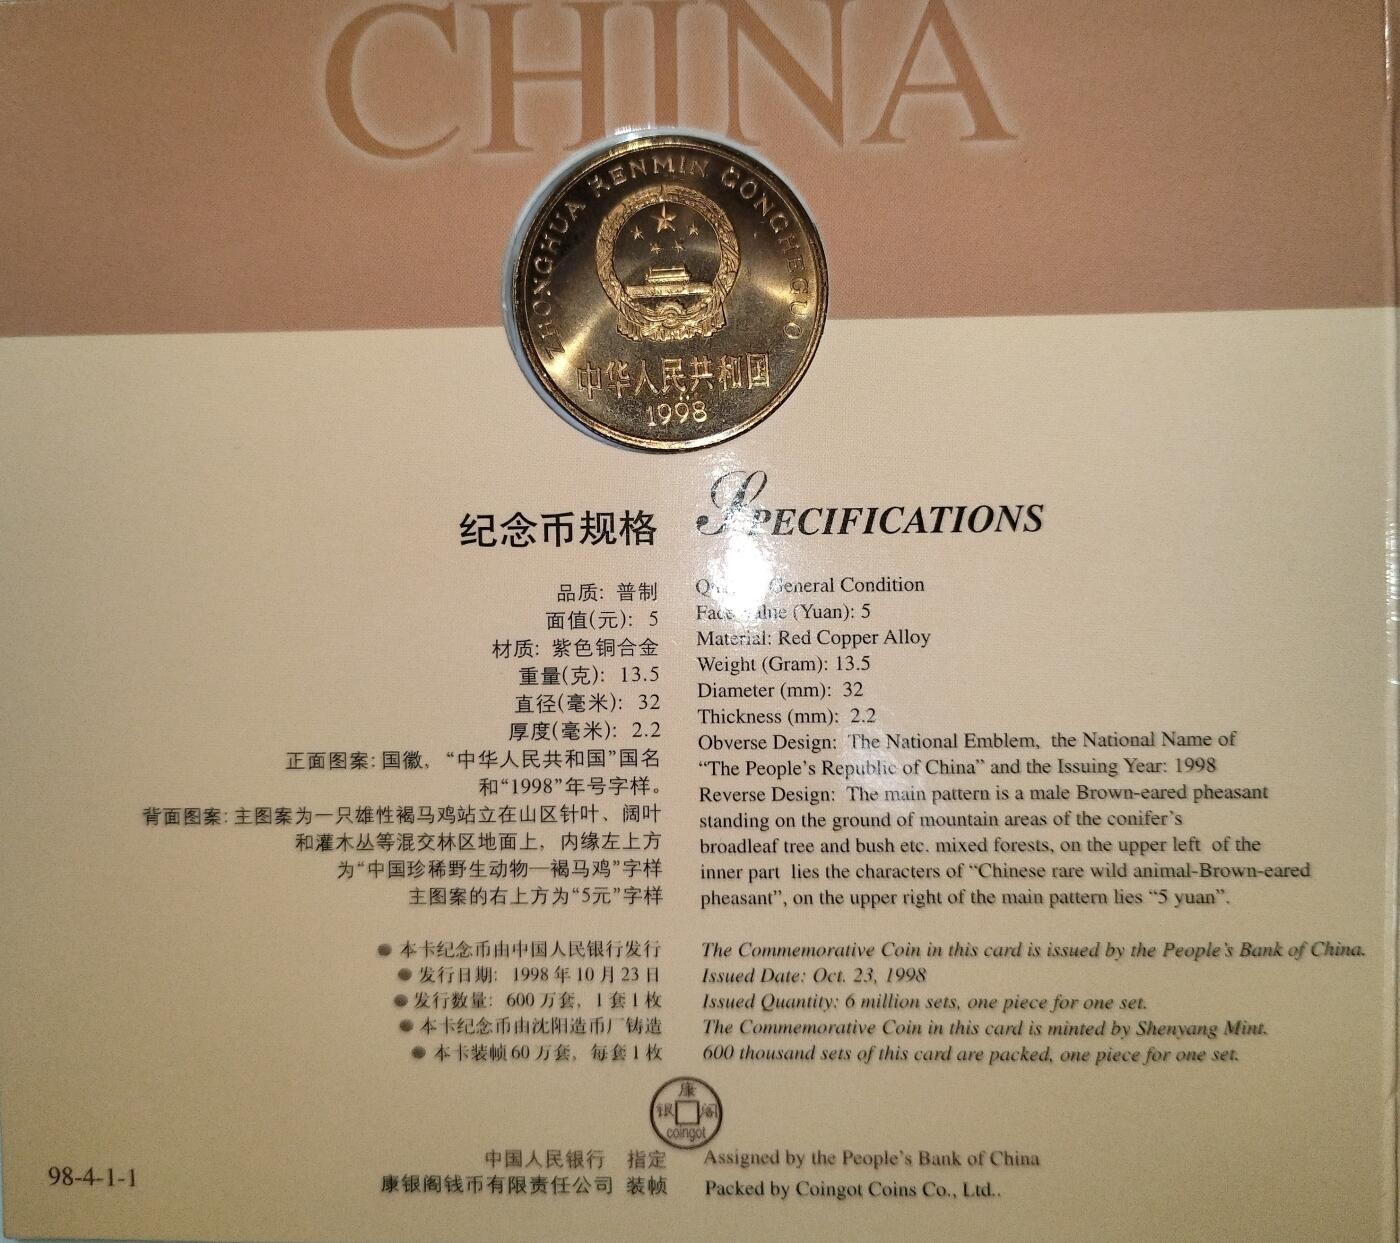 CHINA
ZHONGHUA RENMIN GONGHEGUO
中华人民共和国
1998
纪念币规格
SPECIFICATIONS
品质: 普制
General Condition
面值(元): 5
Face Value (Yuan): 5
材质: 紫色铜合金
Material: Red Copper Alloy
重量(克): 13.5
Weight (Gram): 13.5
直径(毫米): 32
Diameter (mm): 32
厚度(毫米): 2.2
Thickness (mm): 2.2
正面图案: 国徽, “中华人民共和国”国名
和“1998”年号字样。
Obverse Design: The National Emblem, the National Name of
“The People's Republic of China” and the Issuing Year: 1998
背面图案: 主图案为一只雄性褐马鸡站立在山区针叶、阔叶
和灌木丛等混交林区地面上, 内缘左上方
为“中国珍稀野生动物—褐马鸡”字样
主图案的右上方为“5元”字样
Reverse Design: The main pattern is a male Brown-eared pheasant
standing on the ground of mountain areas of the conifer's
broadleaf tree and bush etc. mixed forests, on the upper left of the
inner part lies the characters of “Chinese rare wild animal-Brown-eared
pheasant”, on the upper right of the main pattern lies “5 yuan”.
● 本卡纪念币由中国人民银行发行
The Commemorative Coin in this card is issued by the People's Bank of China.
● 发行日期: 1998年10月23日
Issued Date: Oct. 23, 1998
● 发行数量: 600万套, 1套1枚
Issued Quantity: 6 million sets, one piece for one set.
● 本卡纪念币由沈阳造币厂铸造
The Commemorative Coin in this card is minted by Shenyang Mint.
● 本卡装帧60万套, 每套1枚
600 thousand sets of this card are packed, one piece for one set.
康
银 阁
coingot
中国人民银行 指定
Assigned by the People's Bank of China
康银阁钱币有限责任公司 装帧
Packed by Coingot Coins Co., Ltd..
98-4-1-1